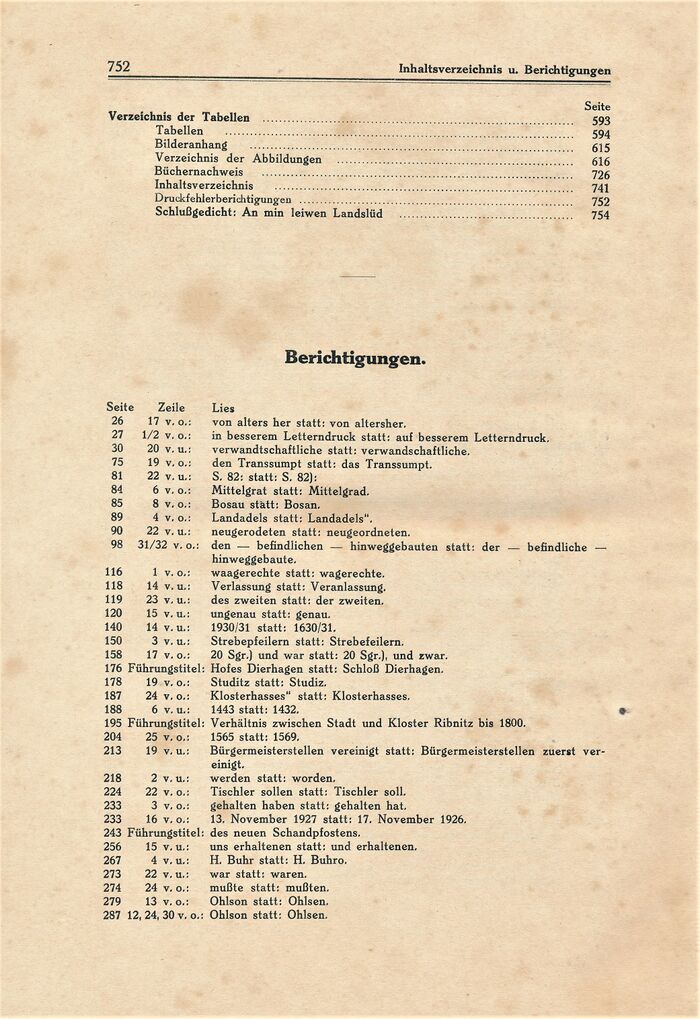 752 Inhaltsverzeichnis u. Berichtigungen
Seite
Verzeichnis der Tabellen ........ 593
Tabellen ........ 594
Bilderanhang ........ 615
Verzeichnis der Abbildungen ........ 616
Büchernachweis ........ 726
Inhaltsverzeichnis ........ 741
Druckfehlerberichtigungen ........ 752
Schlußgedicht: An min leiwen Landslüd ........ 754
Berichtigungen.
Seite Zeile Lies
26 17 v. o.: von alters her statt: von altersher.
27 1/2 v. o.: in besserem Letterndruck statt: auf besserem Letterndruck.
30 20 v. u.: verwandtschaftliche statt: verwandschaftliche.
75 19 v. o.: den Transsumpt statt: das Transsumpt.
81 22 v. u.: S. 82: statt: S. 82):
84 6 v. o.: Mittelgrat statt: Mittelgrad.
85 8 v. o.: Bosau statt: Bosan.
89 4 v. o.: Landadels statt: Landadels".
90 22 v. u.: neugerodeten statt: neugeordneten.
98 31/32 v. o.: den — befindlichen — hinweggebauten statt: der — befindliche —
hinweggebaute.
116 1 v. o.: waagerechte statt: wagerechte.
118 14 v. u.: Verlassung statt: Veranlassung.
119 23 v. u.: des zweiten statt: der zweiten.
120 15 v. u.: ungenau statt: genau.
140 14 v. u.: 1930/31 statt: 1630/31.
150 3 v. u.: Strebepfeilern statt: Strebefeilern.
158 17 v. o.: 20 Sgr.) und war statt: 20 Sgr.), und zwar.
176 Führungstitel: Hofes Dierhagen statt: Schloß Dierhagen.
178 19 v. o.: Studitz statt: Studiz.
187 24 v. o.: Klosterhasses" statt: Klosterhasses.
188 6 v. u.: 1443 statt: 1432.
195 Führungstitel: Verhältnis zwischen Stadt und Kloster Ribnitz bis 1800.
204 25 v. o.: 1565 statt: 1569.
213 19 v. u.: Bürgermeisterstellen vereinigt statt: Bürgermeisterstellen zuerst ver-
einigt.
218 2 v. u.: werden statt: worden.
224 22 v. o.: Tischler sollen statt: Tischler soll.
233 3 v. o.: gehalten haben statt: gehalten hat.
233 16 v. o.: 13. November 1927 statt: 17. November 1926.
243 Führungstitel: des neuen Schandpfostens.
256 15 v. u.: uns erhaltenen statt: und erhaltenen.
267 4 v. u.: H. Buhr statt: H. Buhro.
273 22 v. u.: war statt: waren.
274 24 v. o.: mußte statt: mußten.
279 13 v. o.: Ohlson statt: Ohlsen.
287 12, 24, 30 v. o.: Ohlson statt: Ohlsen.